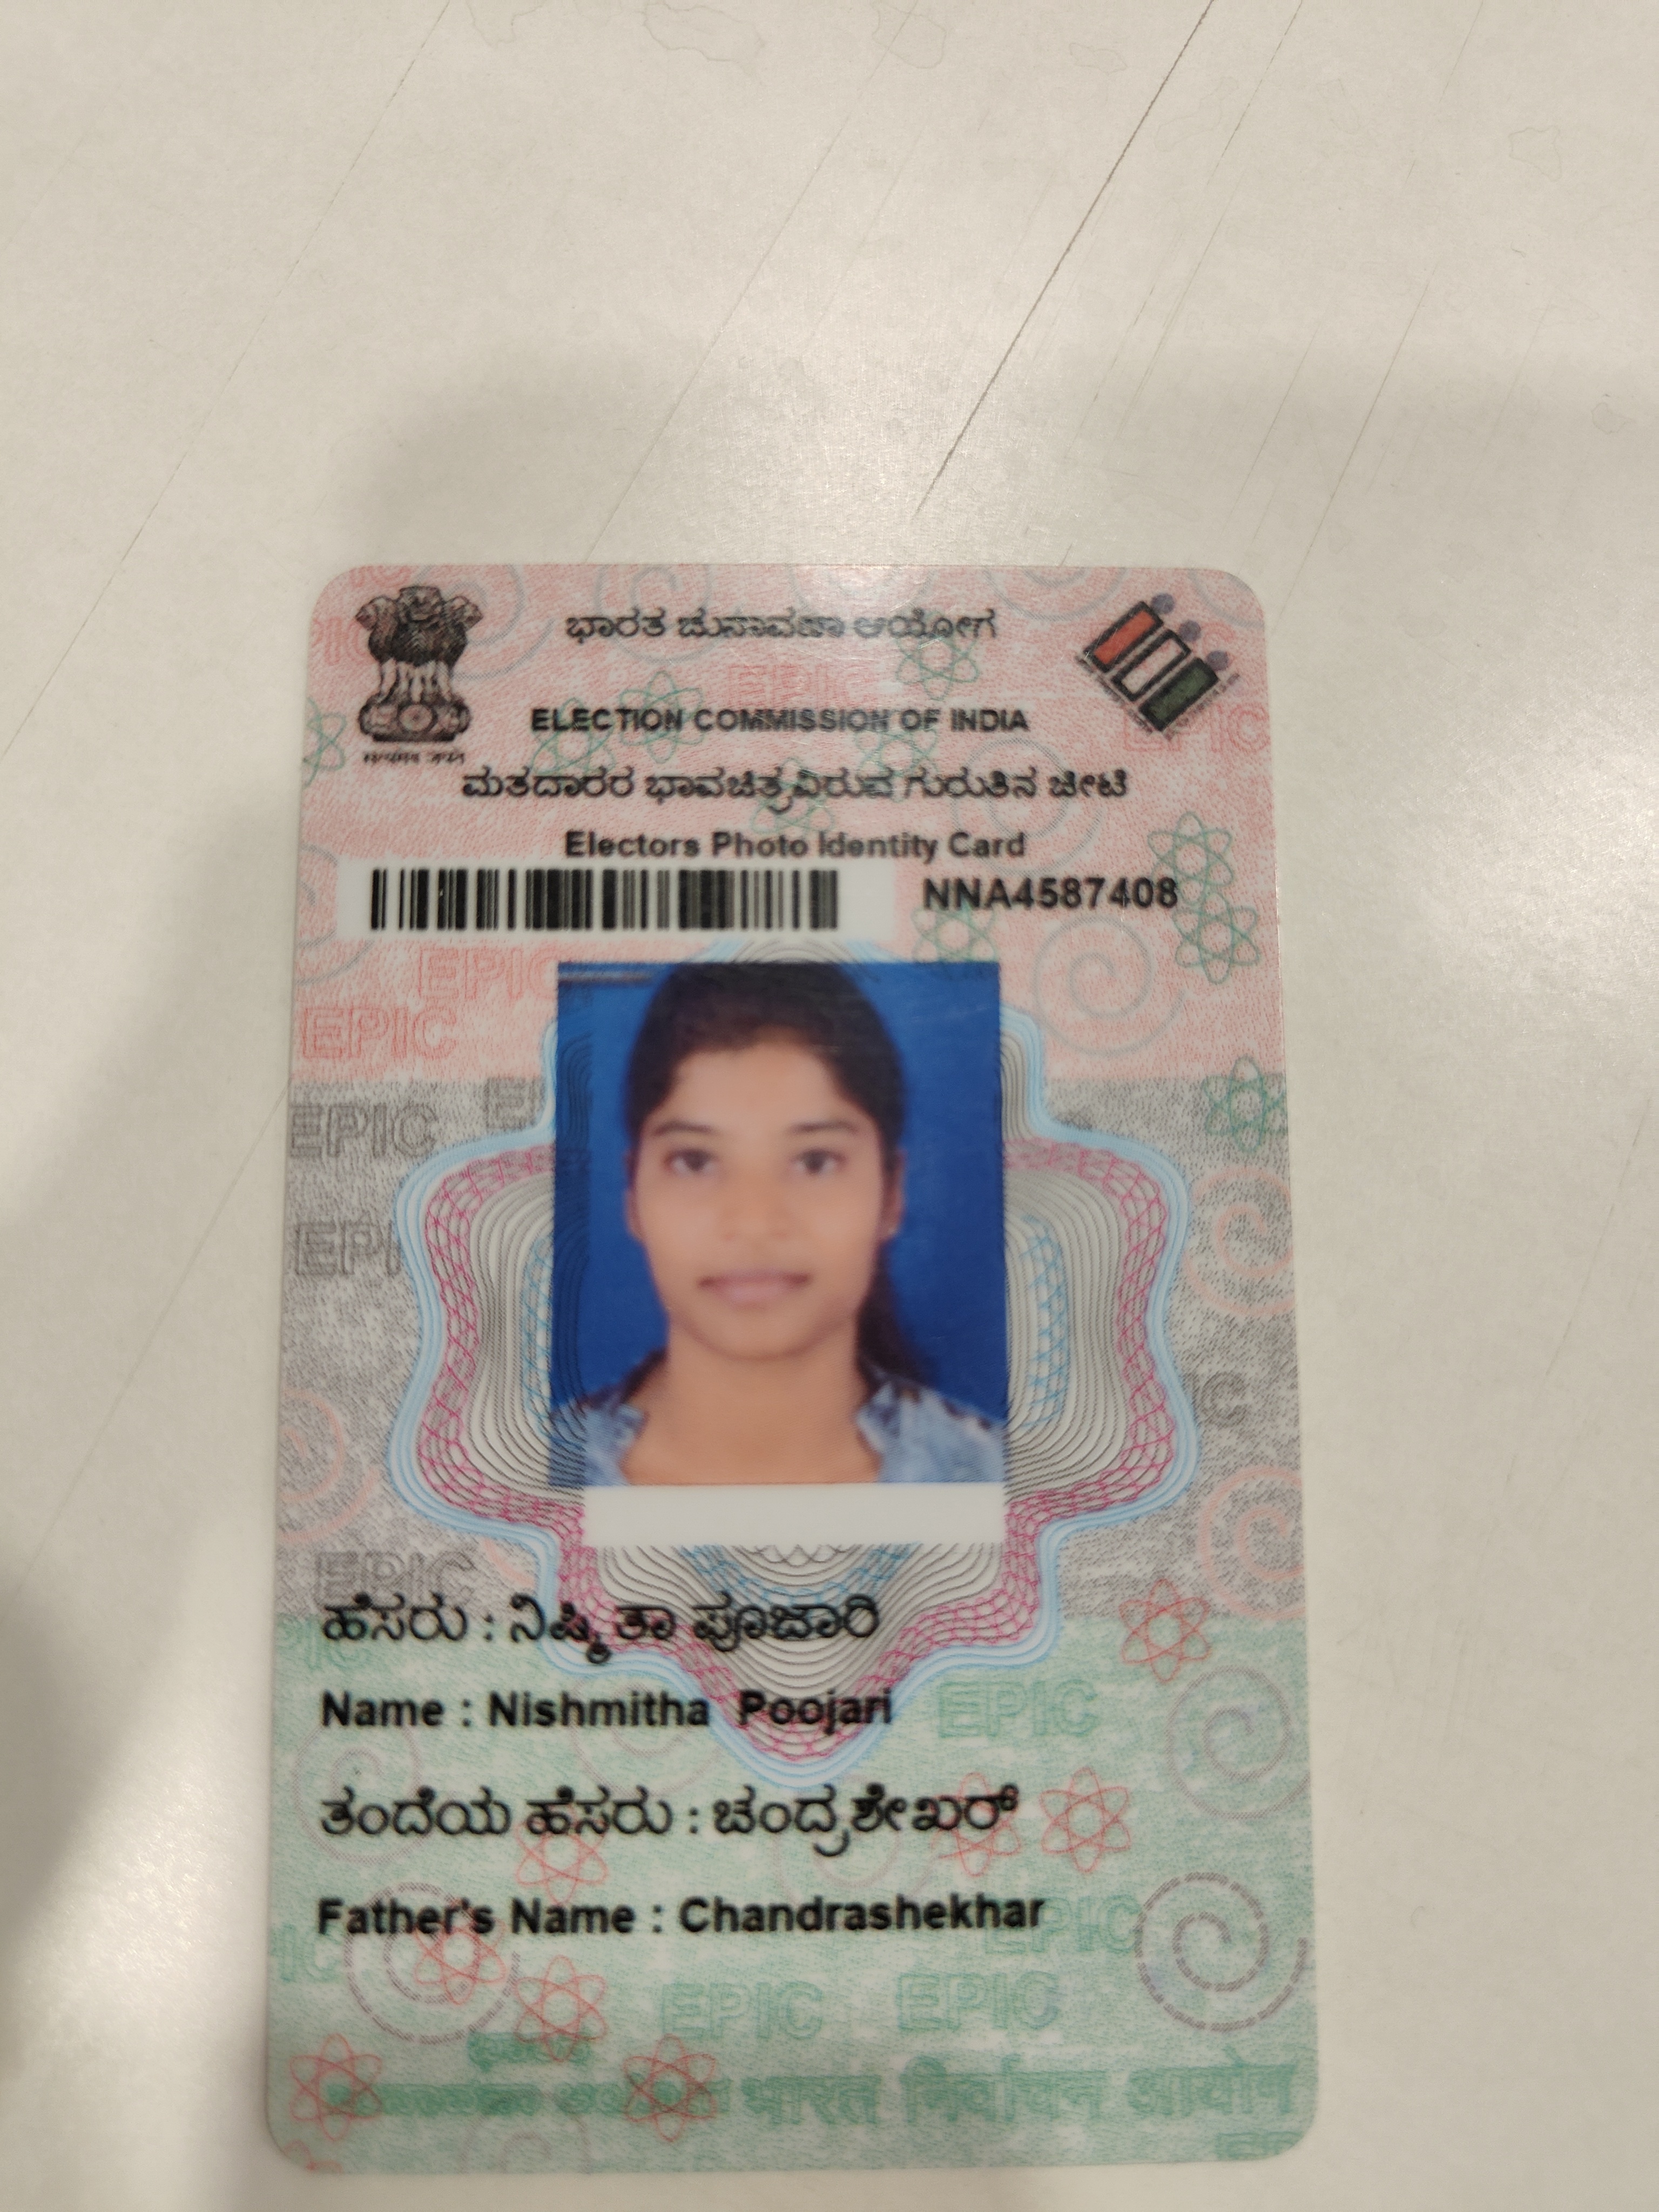 ಭಾರತ ಚುನಾವಣಾ ಆಯೋಗ
ELECTION COMMISSION OF INDIA
ಮತದಾರರ ಭಾವಚಿತ್ರವಿರುವ ಗುರುತಿನ ಚೀಟಿ
Electors Photo Identity Card
NNA4587408
EPIC
EPIC
EPIC
EPIC
EPIC
ಹೆಸರು : ನಿಷ್ಮಿತಾ ಪೂಜಾರಿ
Name : Nishmitha Poojari
EPIC
ತಂದೆಯ ಹೆಸರು : ಚಂದ್ರಶೇಖರ್
Father's Name : Chandrashekhar
EPIC
EPIC EPIC
भारत निर्वाचन आयोग